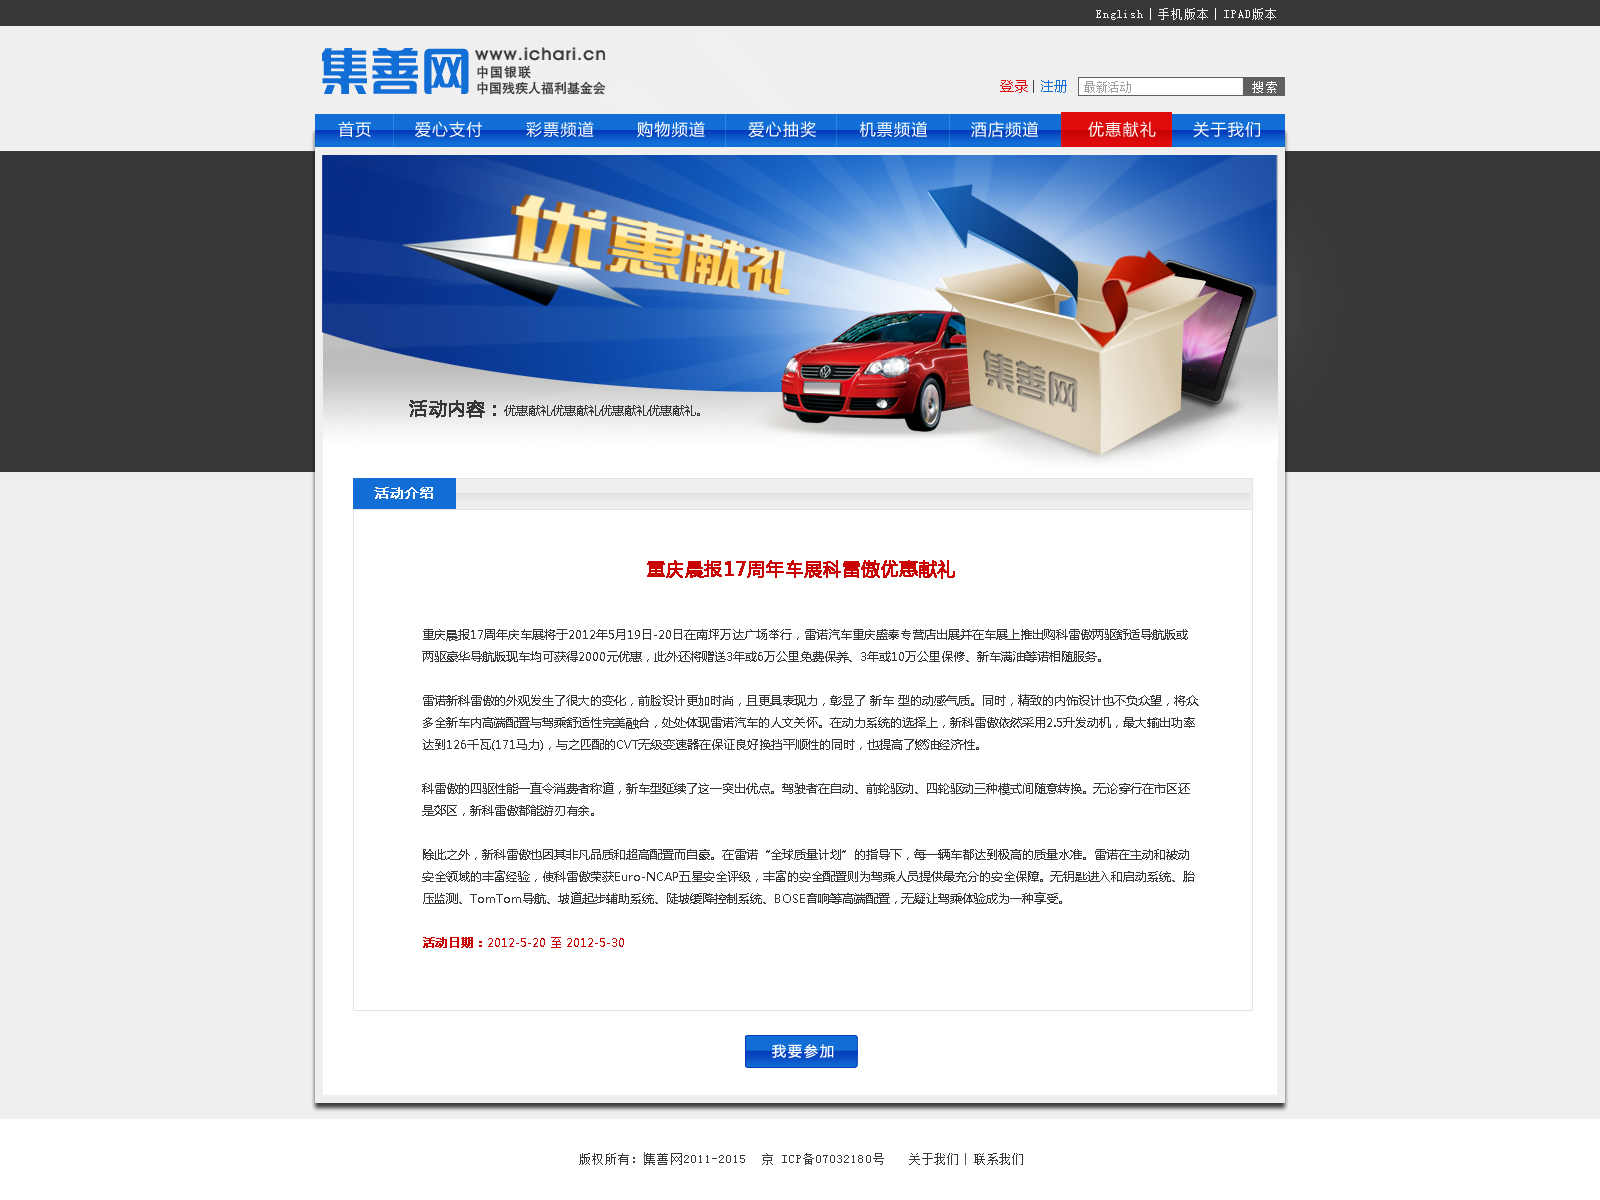 English | 手机版本 | IPAD版本
集善网 www.ichari.cn
中国银联
中国残疾人福利基金会
登录 | 注册 最新活动 搜索
首页 爱心支付 彩票频道 购物频道 爱心抽奖 机票频道 酒店频道 优惠献礼 关于我们
优惠献礼
集善网
活动内容：优惠献礼优惠献礼优惠献礼优惠献礼。
活动介绍
重庆晨报17周年车展科雷傲优惠献礼
重庆晨报17周年庆车展将于2012年5月19日-20日在南坪万达广场举行，雷诺汽车重庆盛泰专营店出展并在车展上推出购科雷傲两驱舒适导航版或
两驱豪华导航版现车均可获得2000元优惠，此外还将赠送3年或6万公里免费保养、3年或10万公里保修、新车满油等诺相随服务。
雷诺新科雷傲的外观发生了很大的变化，前脸设计更加时尚，且更具表现力，彰显了 新车 型的动感气质。同时，精致的内饰设计也不负众望，将众
多全新车内高端配置与驾乘舒适性完美融合，处处体现雷诺汽车的人文关怀。在动力系统的选择上，新科雷傲依然采用2.5升发动机，最大输出功率
达到126千瓦(171马力)，与之匹配的CVT无级变速器在保证良好换挡平顺性的同时，也提高了燃油经济性。
科雷傲的四驱性能一直令消费者称道，新车型延续了这一突出优点。驾驶者在自动、前轮驱动、四轮驱动三种模式间随意转换。无论穿行在市区还
是郊区，新科雷傲都能游刃有余。
除此之外，新科雷傲也因其非凡品质和超高配置而自豪。在雷诺“全球质量计划”的指导下，每一辆车都达到极高的质量水准。雷诺在主动和被动
安全领域的丰富经验，使科雷傲荣获Euro-NCAP五星安全评级，丰富的安全配置则为驾乘人员提供最充分的安全保障。无钥匙进入和启动系统、胎
压监测、TomTom导航、坡道起步辅助系统、陡坡缓降控制系统、BOSE音响等高端配置，无疑让驾乘体验成为一种享受。
活动日期：2012-5-20 至 2012-5-30
我要参加
版权所有：集善网2011-2015 京 ICP备07032180号 关于我们 | 联系我们